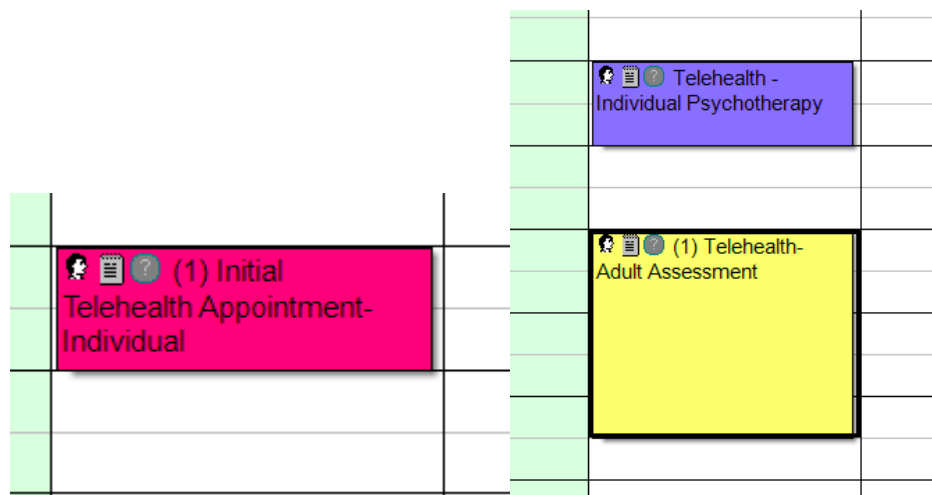 (1) Initial
Telehealth Appointment-
Individual
Telehealth -
Individual Psychotherapy
(1) Telehealth-
Adult Assessment